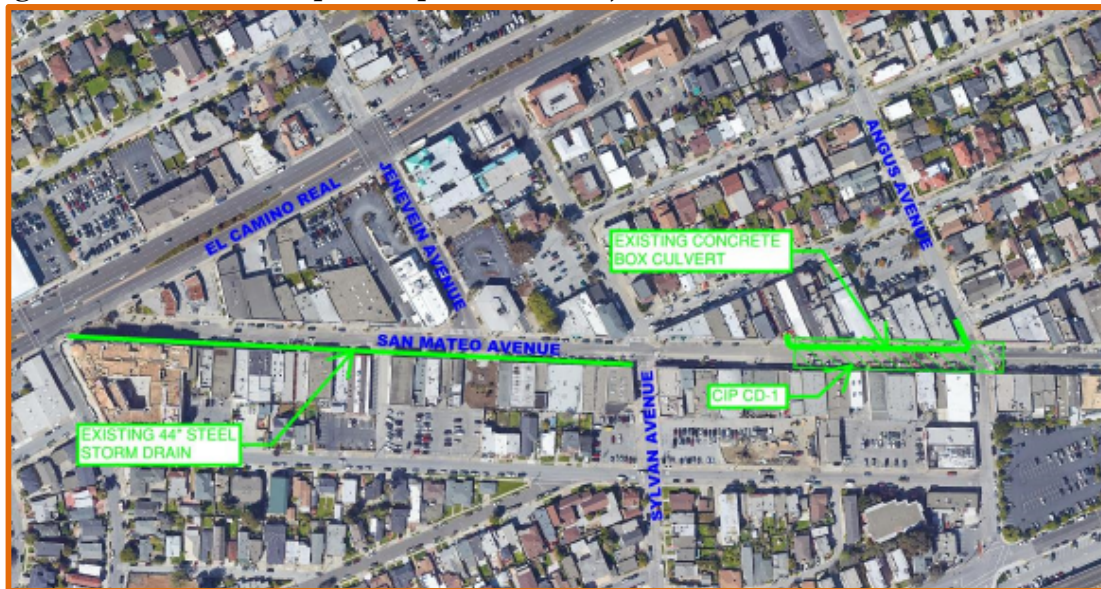 ANGUS AVENUE
JENEVEIN AVENUE
EL CAMINO REAL
EXISTING CONCRETE
BOX CULVERT
SAN MATEO AVENUE
CIP CD-1
EXISTING 44" STEEL
STORM DRAIN
SYLVAN AVENUE